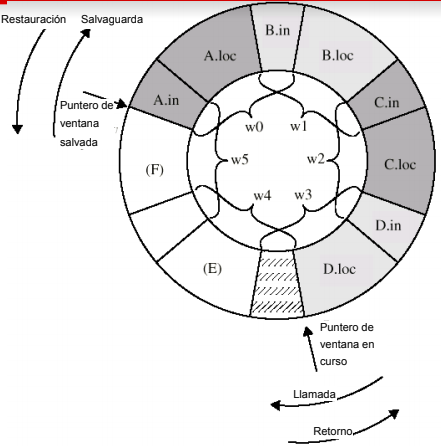 Restauración
Salvaguarda
B.in
A.loc
B.loc
A.in
C.in
Puntero de
ventana
salvada
w0
w1
(F)
w5
w2
C.loc
w4
w3
D.in
(E)
D.loc
Puntero de
ventana en
curso
Llamada
Retorno